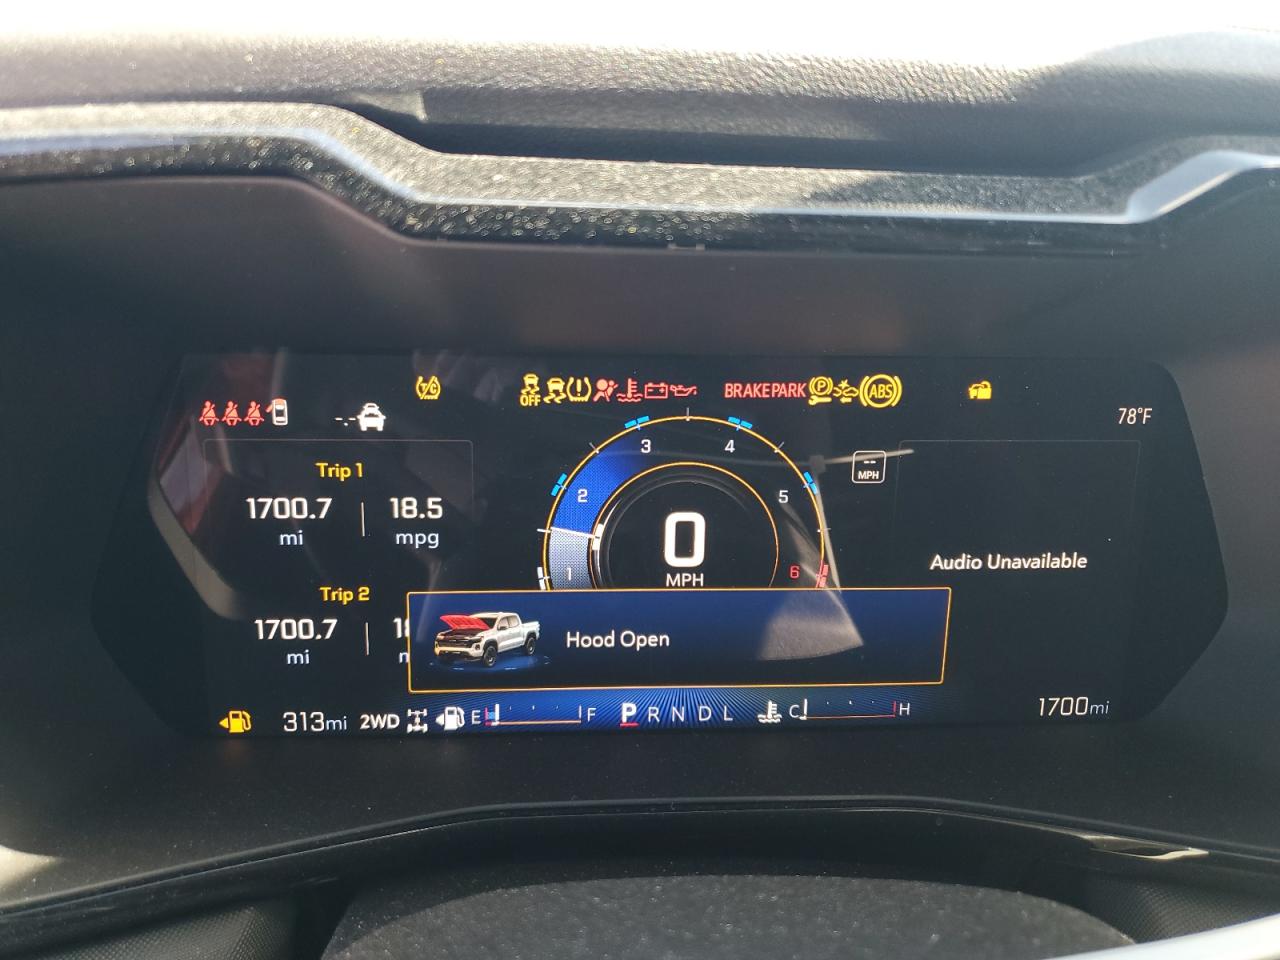 T/C
OFF
BRAKE PARK
P
ABS
78°F
Trip 1
1700.7
mi
18.5
mpg
1
2
3
4
5
6
0
MPH
--
MPH
Audio Unavailable
Trip 2
1700.7
mi
Hood Open
313mi
2WD
E
F
P R N D L
C
H
1700mi